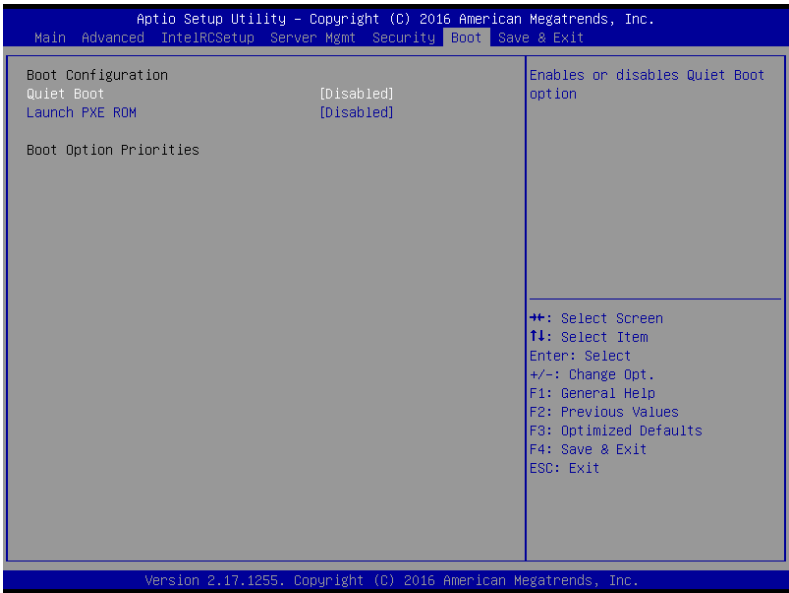 Aptio Setup Utility – Copyright (C) 2016 American Megatrends, Inc.
Main Advanced IntelRCSetup Server Mgmt Security Boot Save & Exit
Boot Configuration
Quiet Boot [Disabled]
Launch PXE ROM [Disabled]
Boot Option Priorities
Enables or disables Quiet Boot
option
→←: Select Screen
↑↓: Select Item
Enter: Select
+/-: Change Opt.
F1: General Help
F2: Previous Values
F3: Optimized Defaults
F4: Save & Exit
ESC: Exit
Version 2.17.1255. Copyright (C) 2016 American Megatrends, Inc.